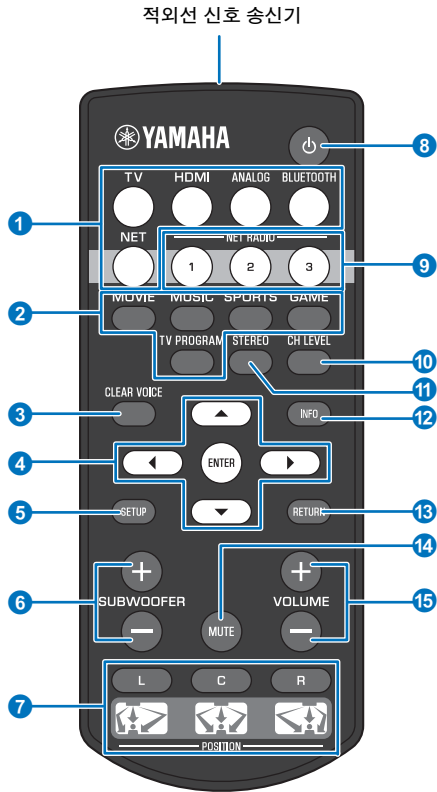 적외선 신호 송신기
YAMAHA
8
TV HDMI ANALOG BLUETOOTH
1
NET NET RADIO
1 2 3
9
MOVIE MUSIC SPORTS GAME
2
TV PROGRAM STEREO CH LEVEL
10
11
CLEAR VOICE
3
INFO
12
4
ENTER
5
SETUP
RETURN
13
14
6
SUBWOOFER
VOLUME
15
MUTE
L C R
7
POSITION